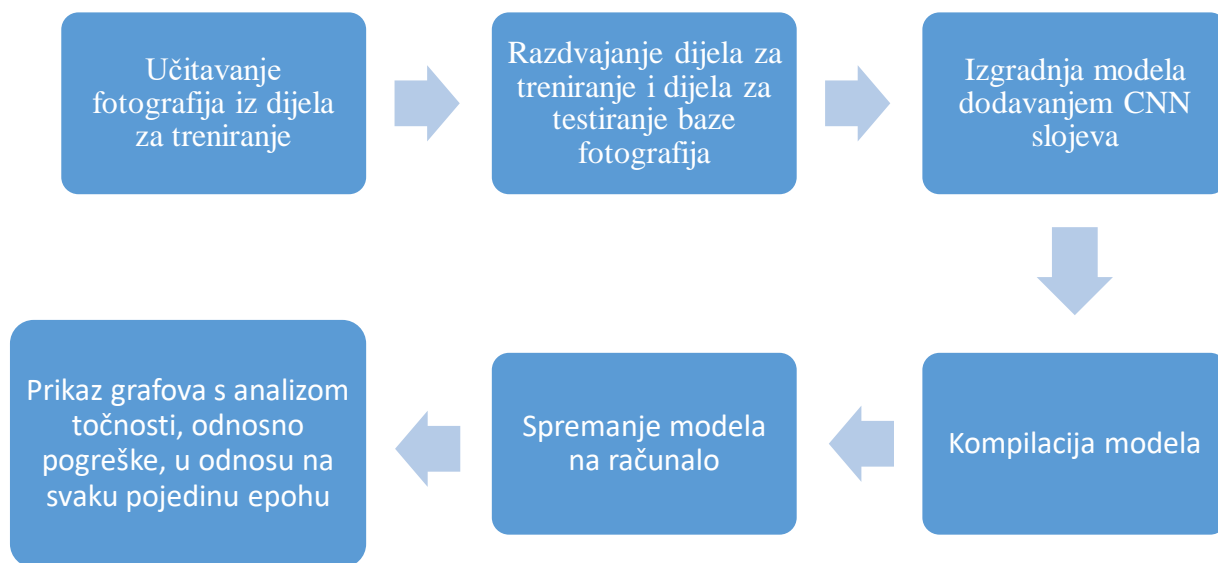 Učitavanje
fotografija iz dijela
za treniranje
Razdvajanje dijela za
treniranje i dijela za
testiranje baze
fotografija
Izgradnja modela
dodavanjem CNN
slojeva
Kompilacija modela
Spremanje modela
na računalo
Prikaz grafova s analizom
točnosti, odnosno
pogreške, u odnosu na
svaku pojedinu epohu